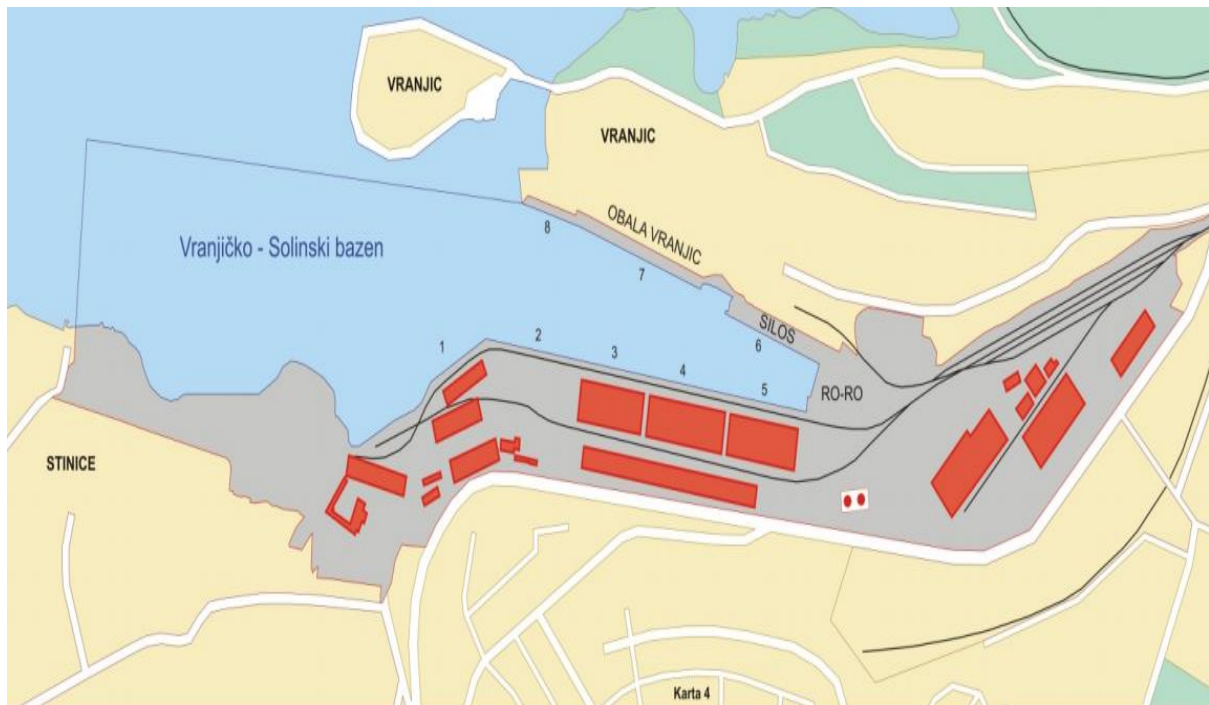 VRANJIC
VRANJIC
OBALA VRANJIC
8
Vranjičko - Solinski bazen
7
SILOS
6
1
2
3
4
5
RO-RO
STINICE
Karta 4